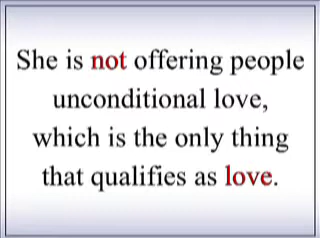 She is not offering people
unconditional love,
which is the only thing
that qualifies as love.